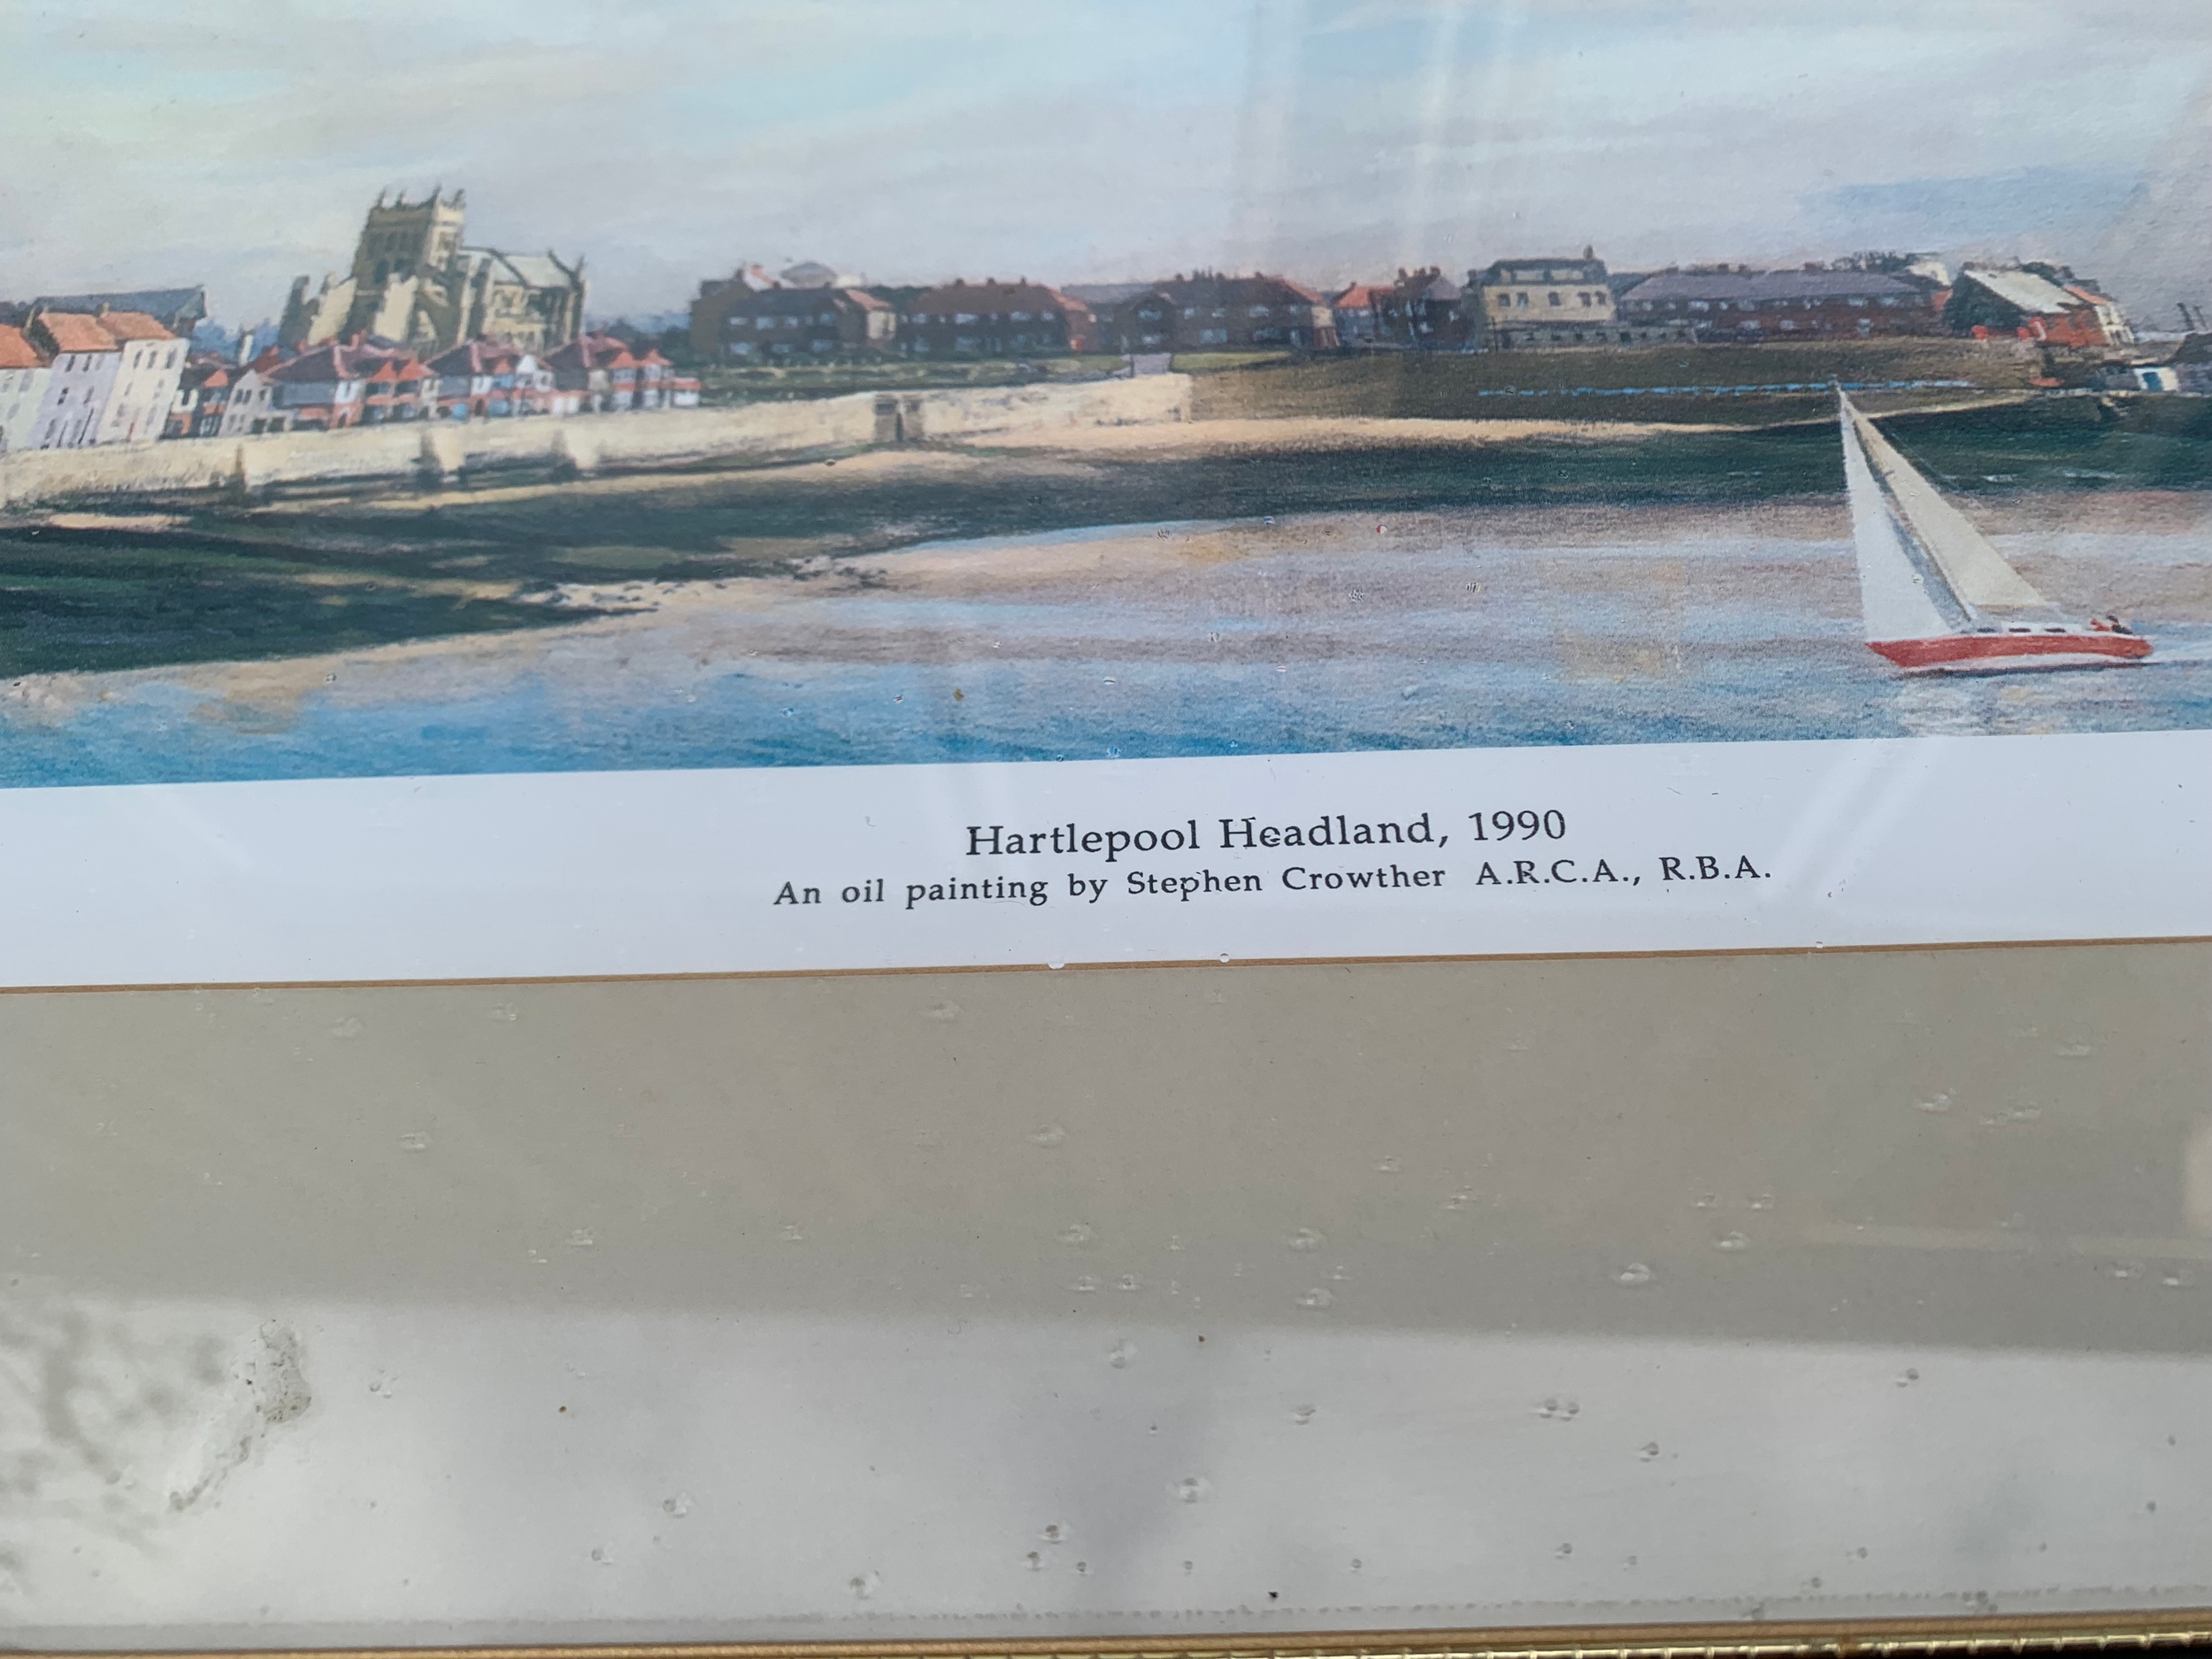 Hartlepool Headland, 1990
An oil painting by Stephen Crowther A.R.C.A., R.B.A.